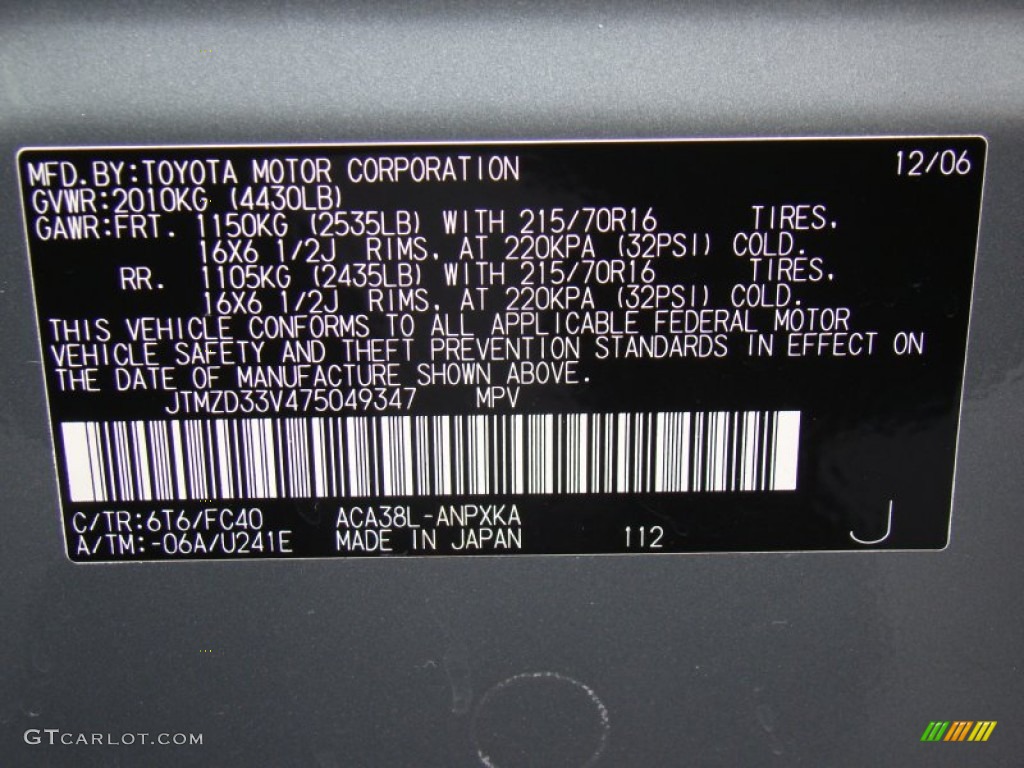 MFD.BY:TOYOTA MOTOR CORPORATION 12/06
GVWR:2010KG (4430LB)
GAWR:FRT. 1150KG (2535LB) WITH 215/70R16 TIRES.
16X6 1/2J RIMS. AT 220KPA (32PSI) COLD.
RR. 1105KG (2435LB) WITH 215/70R16 TIRES.
16X6 1/2J RIMS. AT 220KPA (32PSI) COLD.
THIS VEHICLE CONFORMS TO ALL APPLICABLE FEDERAL MOTOR
VEHICLE SAFETY AND THEFT PREVENTION STANDARDS IN EFFECT ON
THE DATE OF MANUFACTURE SHOWN ABOVE.
JTMZD33V475049347 MPV
C/TR:6T6/FC40 ACA38L-ANPXKA
A/TM:-06A/U241E MADE IN JAPAN 112 J
GTCARLOT.COM